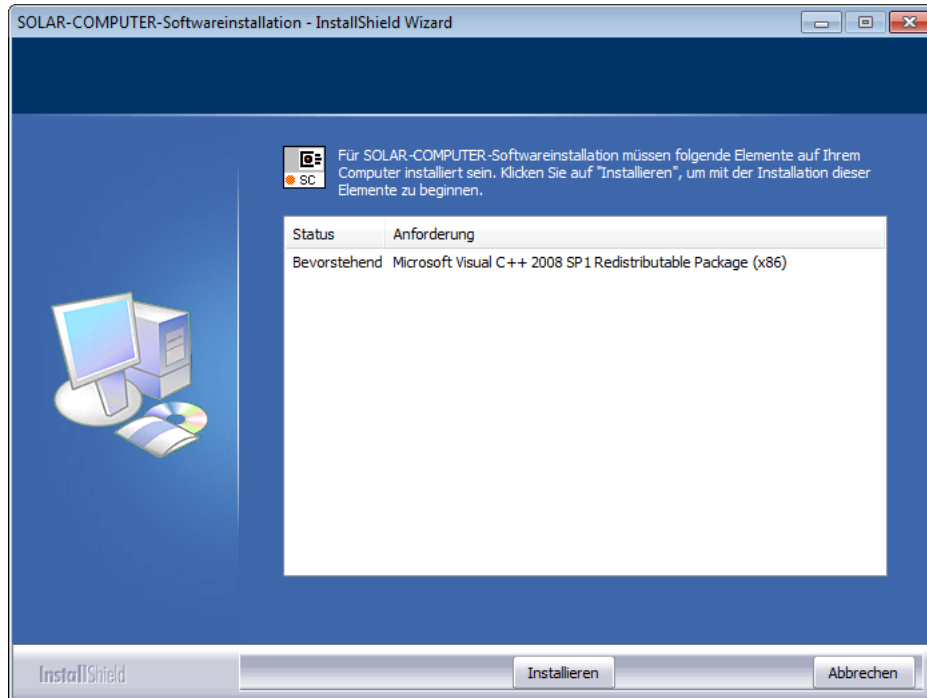 SOLAR-COMPUTER-Softwareinstallation - InstallShield Wizard
SC
Für SOLAR-COMPUTER-Softwareinstallation müssen folgende Elemente auf Ihrem
Computer installiert sein. Klicken Sie auf "Installieren", um mit der Installation dieser
Elemente zu beginnen.
Status Anforderung
Bevorstehend Microsoft Visual C++ 2008 SP1 Redistributable Package (x86)
InstallShield
Installieren Abbrechen